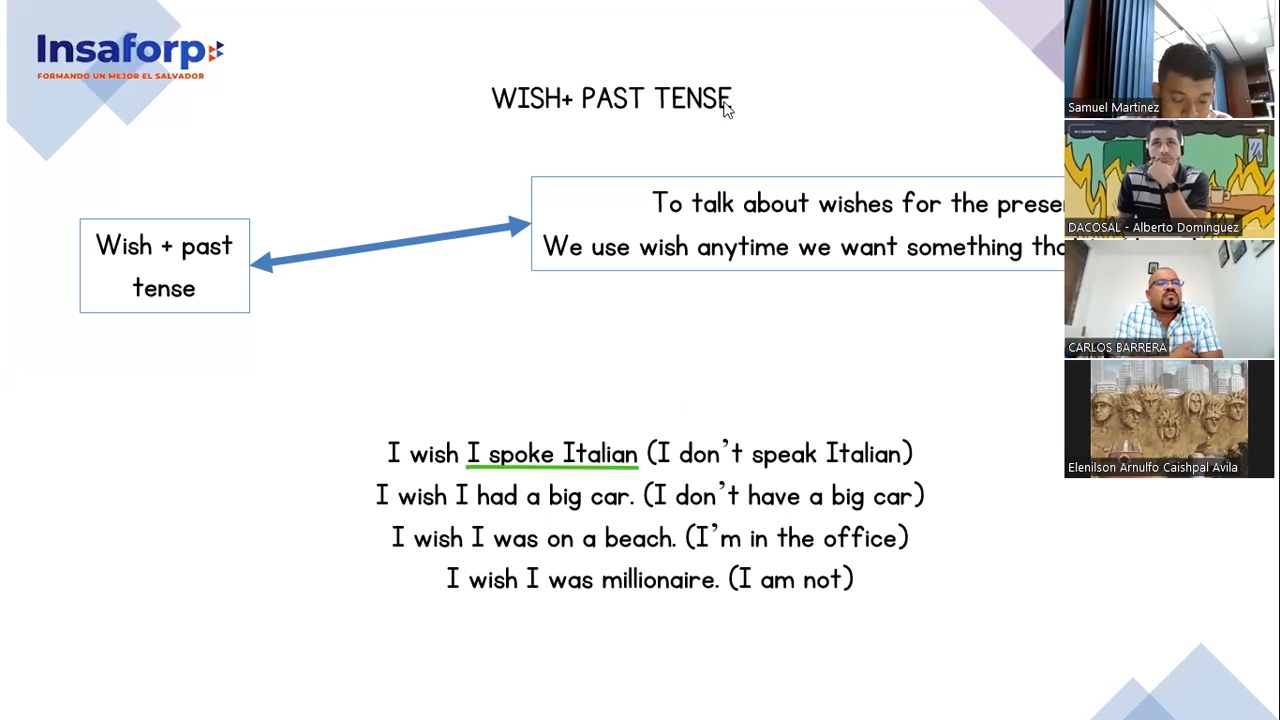 Insaforp
FORMANDO UN MEJOR EL SALVADOR
WISH+ PAST TENSE
Wish + past
tense
To talk about wishes for the
We use wish anytime we want something
I wish I spoke Italian (I don't speak Italian)
I wish I had a big car. (I don't have a big car)
I wish I was on a beach. (I'm in the office)
I wish I was millionaire. (I am not)
Samuel Martinez
DACOSAL - Alberto Dominguez
CARLOS BARRERA
Elenilson Arnulfo Caishpal Avila